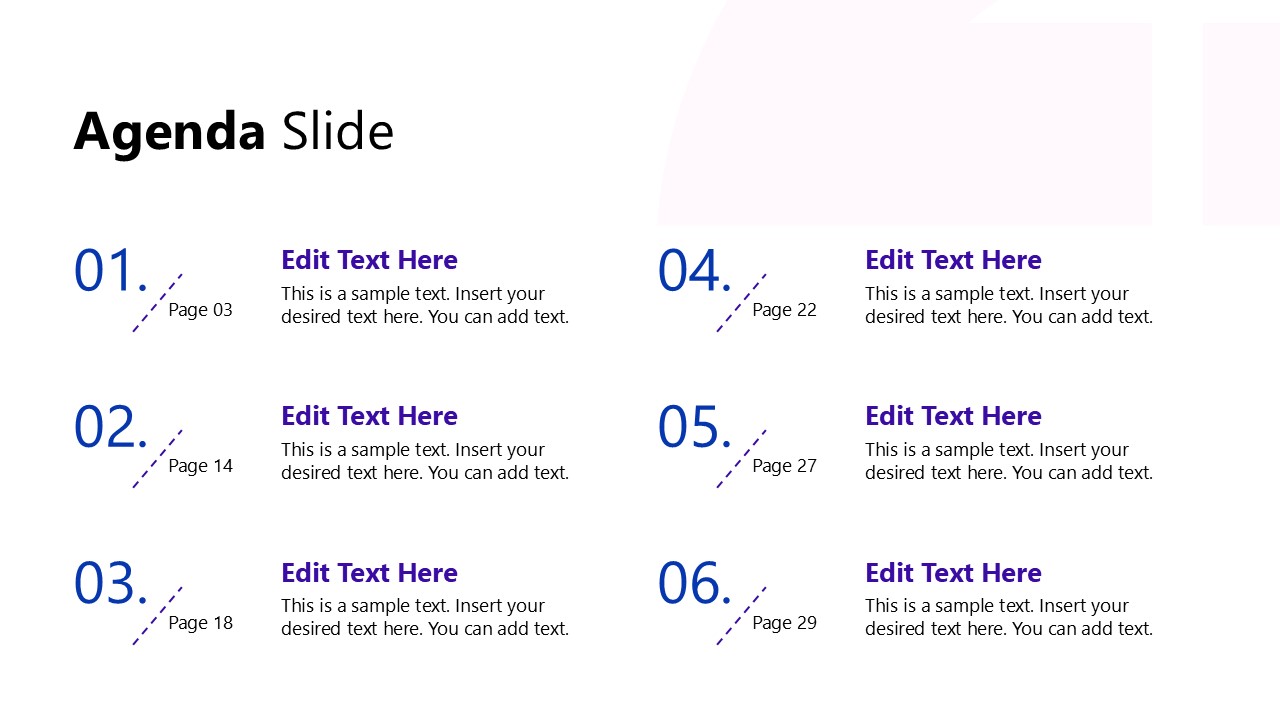 Agenda Slide
01.
Page 03
Edit Text Here
This is a sample text. Insert your
desired text here. You can add text.
02.
Page 14
Edit Text Here
This is a sample text. Insert your
desired text here. You can add text.
03.
Page 18
Edit Text Here
This is a sample text. Insert your
desired text here. You can add text.
04.
Page 22
Edit Text Here
This is a sample text. Insert your
desired text here. You can add text.
05.
Page 27
Edit Text Here
This is a sample text. Insert your
desired text here. You can add text.
06.
Page 29
Edit Text Here
This is a sample text. Insert your
desired text here. You can add text.